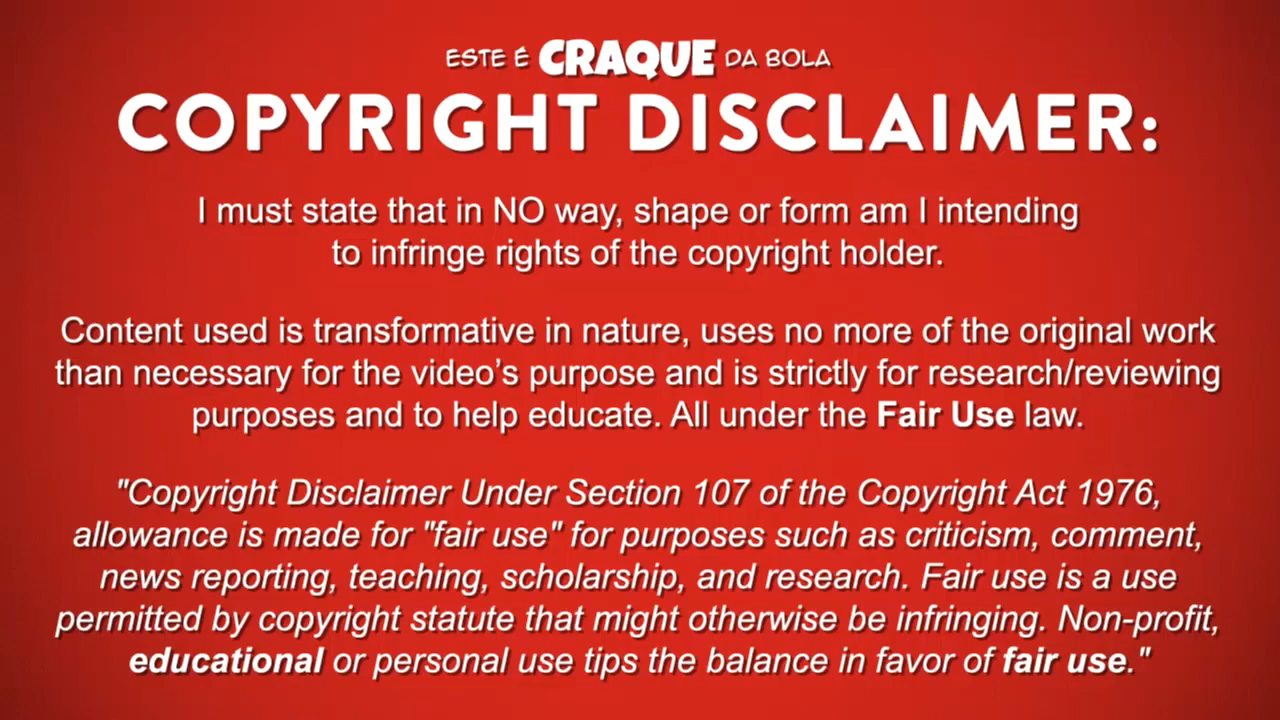 ESTE É CRAQUE DA BOLA
COPYRIGHT DISCLAIMER:
I must state that in NO way, shape or form am I intending
to infringe rights of the copyright holder.
Content used is transformative in nature, uses no more of the original work
than necessary for the video’s purpose and is strictly for research/reviewing
purposes and to help educate. All under the Fair Use law.
"Copyright Disclaimer Under Section 107 of the Copyright Act 1976,
allowance is made for "fair use" for purposes such as criticism, comment,
news reporting, teaching, scholarship, and research. Fair use is a use
permitted by copyright statute that might otherwise be infringing. Non-profit,
educational or personal use tips the balance in favor of fair use."